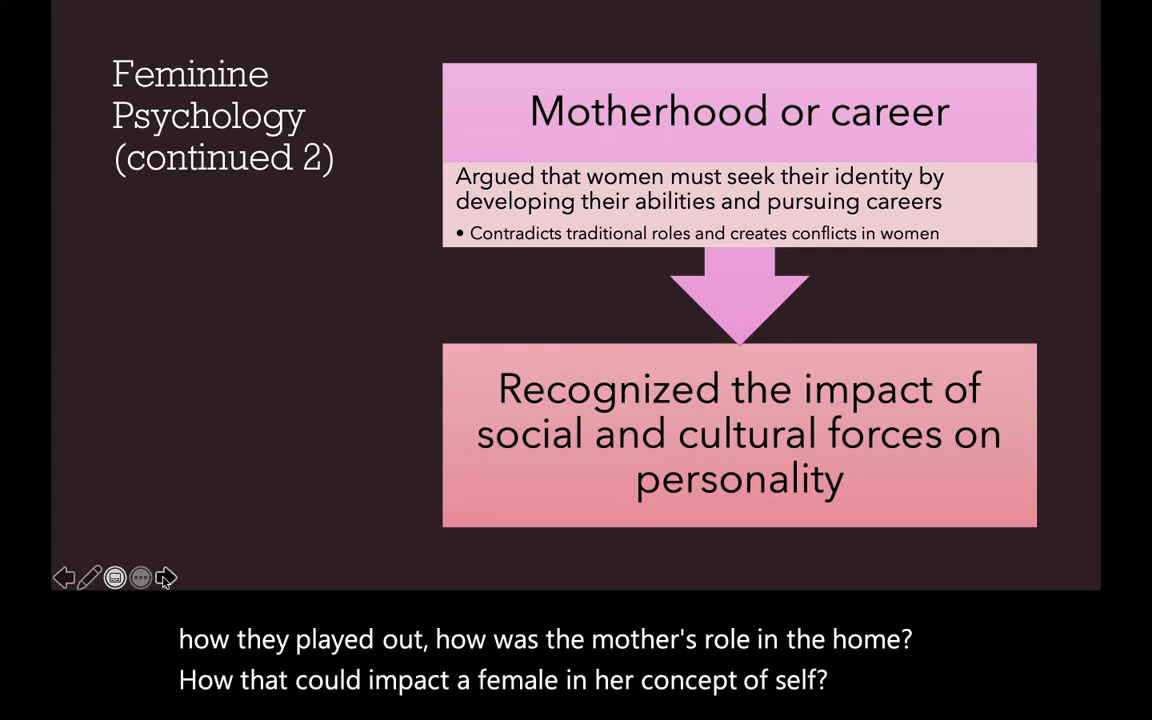 Feminine
Psychology
(continued 2)
Motherhood or career
Argued that women must seek their identity by
developing their abilities and pursuing careers
• Contradicts traditional roles and creates conflicts in women
Recognized the impact of
social and cultural forces on
personality
how they played out, how was the mother's role in the home?
How that could impact a female in her concept of self?